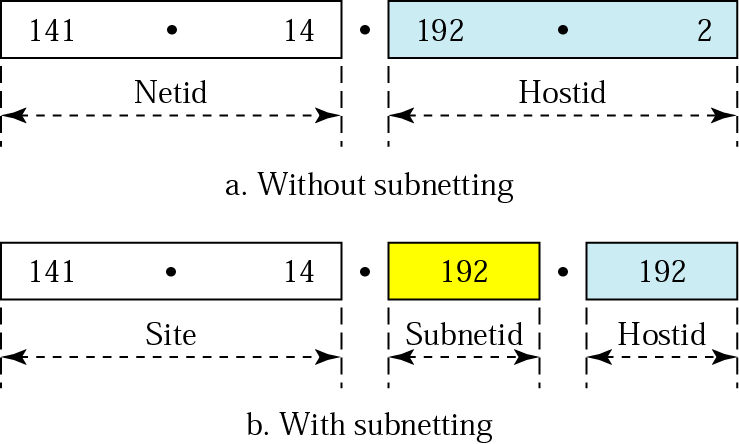 141 • 14 • 192 • 2
Netid Hostid
a. Without subnetting
141 • 14 • 192 • 192
Site Subnetid Hostid
b. With subnetting